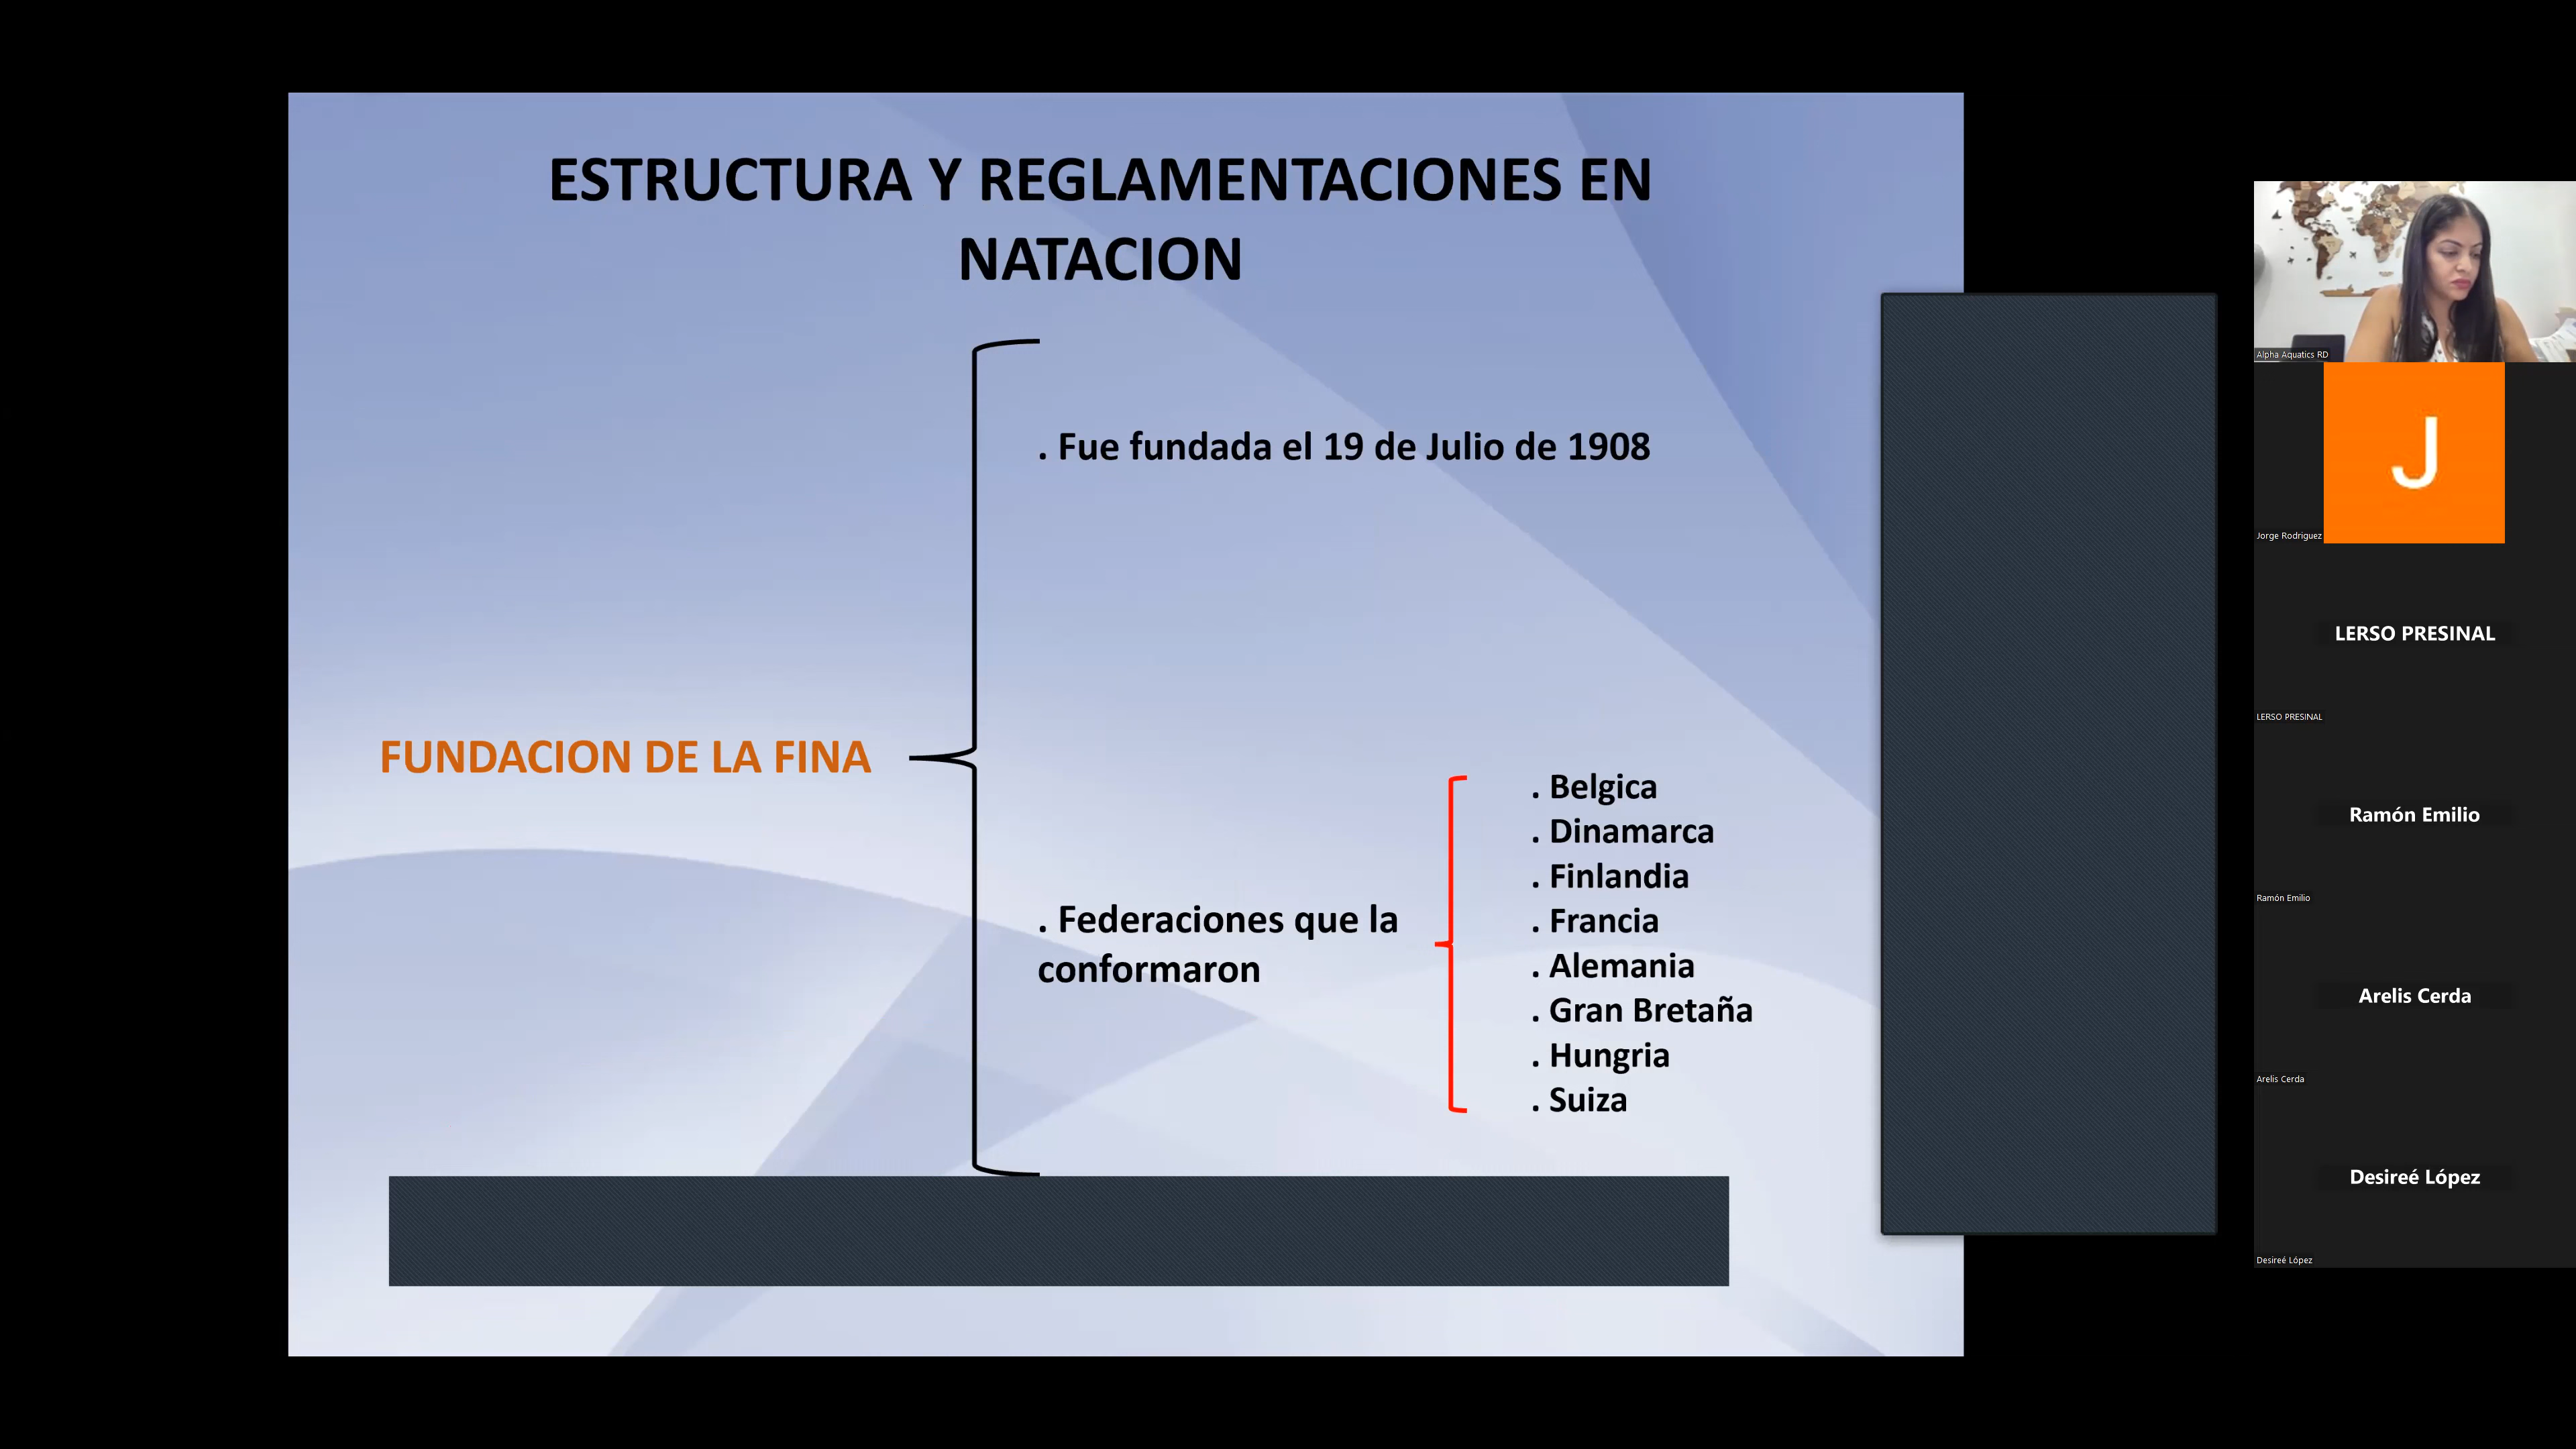 ESTRUCTURA Y REGLAMENTACIONES EN
NATACION
. Fue fundada el 19 de Julio de 1908
FUNDACION DE LA FINA
. Federaciones que la
conformaron
. Belgica
. Dinamarca
. Finlandia
. Francia
. Alemania
. Gran Bretaña
. Hungria
. Suiza
Alpha Aquatics RD
J
Jorge Rodriguez
LERSO PRESINAL
LERSO PRESINAL
Ramón Emilio
Ramón Emilio
Arelis Cerda
Arelis Cerda
Desireé López
Desireé López